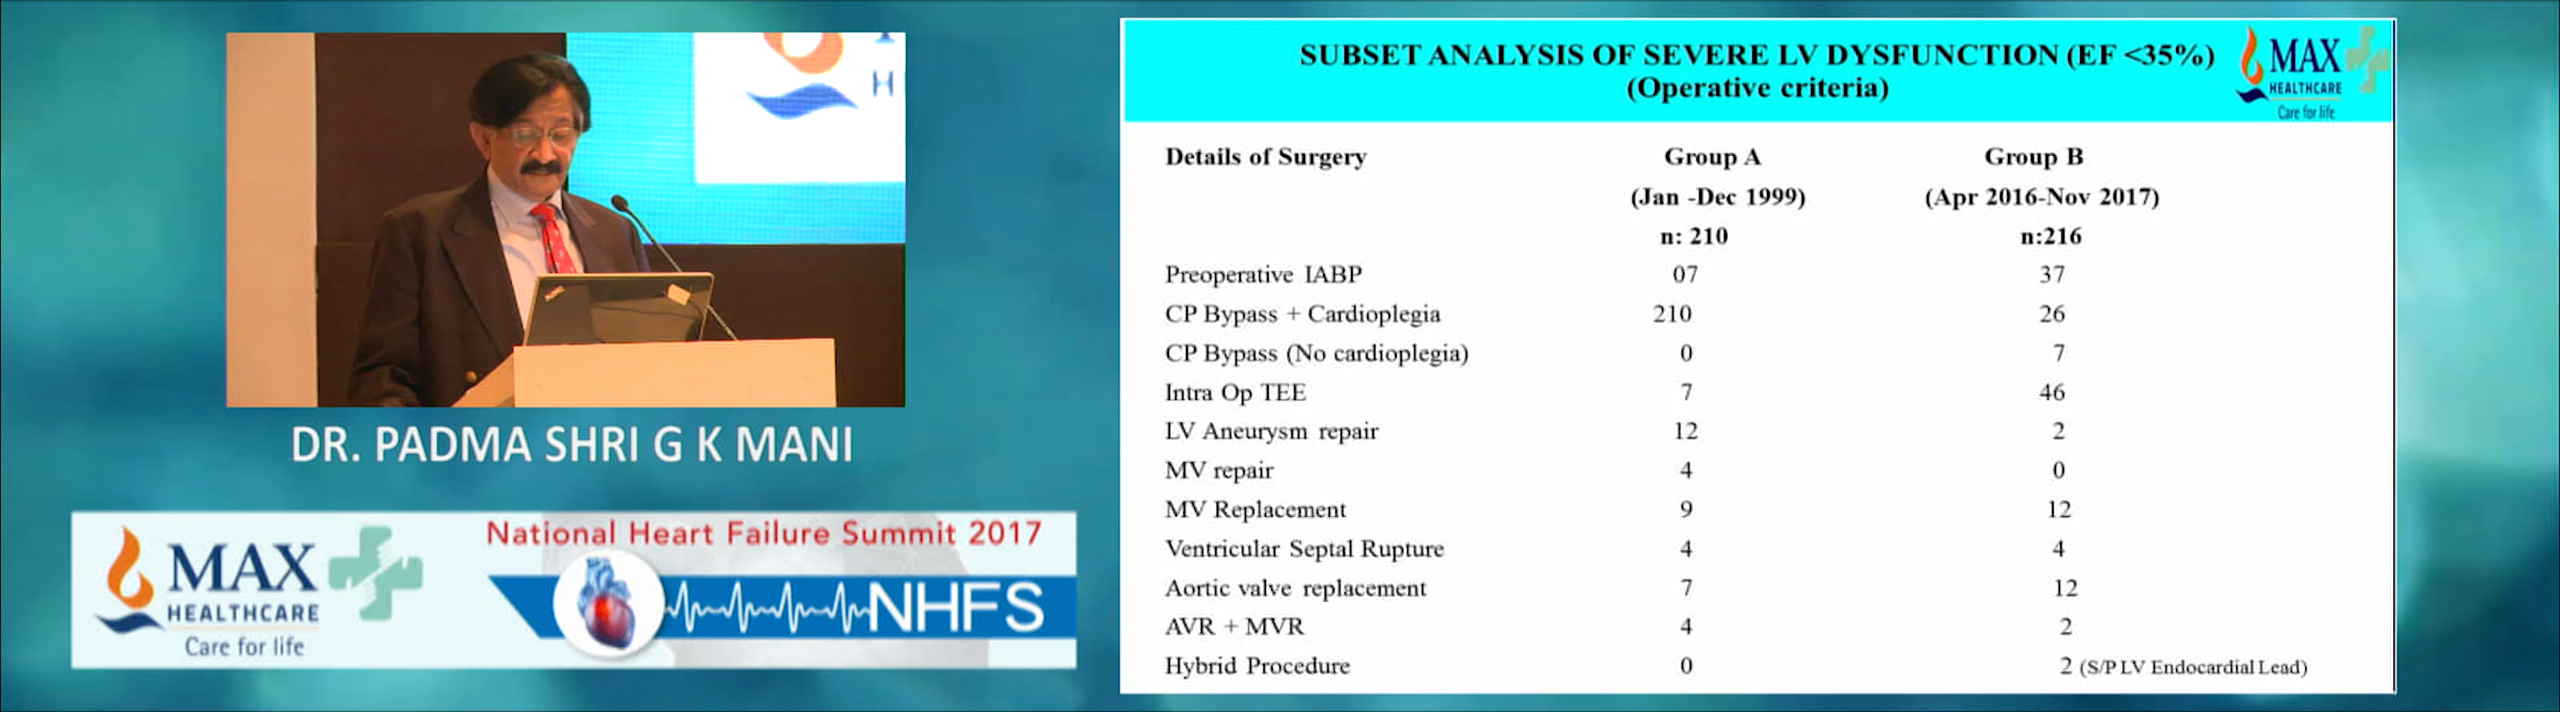 H
DR. PADMA SHRI G K MANI
MAX
HEALTHCARE
Care for life
National Heart Failure Summit 2017
NHFS
SUBSET ANALYSIS OF SEVERE LV DYSFUNCTION (EF <35%)
(Operative criteria)
MAX
HEALTHCARE
Care for life
Details of Surgery Group A Group B
(Jan -Dec 1999) (Apr 2016-Nov 2017)
n: 210 n:216
Preoperative IABP 07 37
CP Bypass + Cardioplegia 210 26
CP Bypass (No cardioplegia) 0 7
Intra Op TEE 7 46
LV Aneurysm repair 12 2
MV repair 4 0
MV Replacement 9 12
Ventricular Septal Rupture 4 4
Aortic valve replacement 7 12
AVR + MVR 4 2
Hybrid Procedure 0 2 (S/P LV Endocardial Lead)